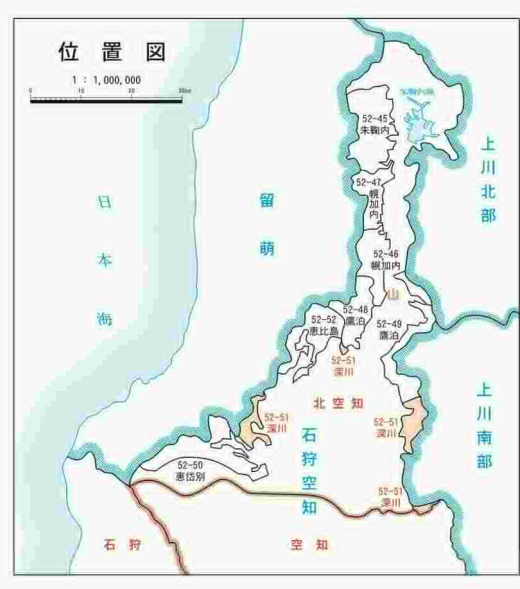 位置図
1 : 1,000,000
0 10 20 30km
52-45
朱鞠内
朱鞠内湖
上川北部
52-47
幌加内
日本海
留萌
52-46
幌加内
山
52-48
鷹泊
52-52
恵比島
52-49
鷹泊
52-51
深川
北空知
52-51
深川
52-51
深川
石狩空知
上川南部
52-50
恵岱別
52-51
深川
石狩
空知